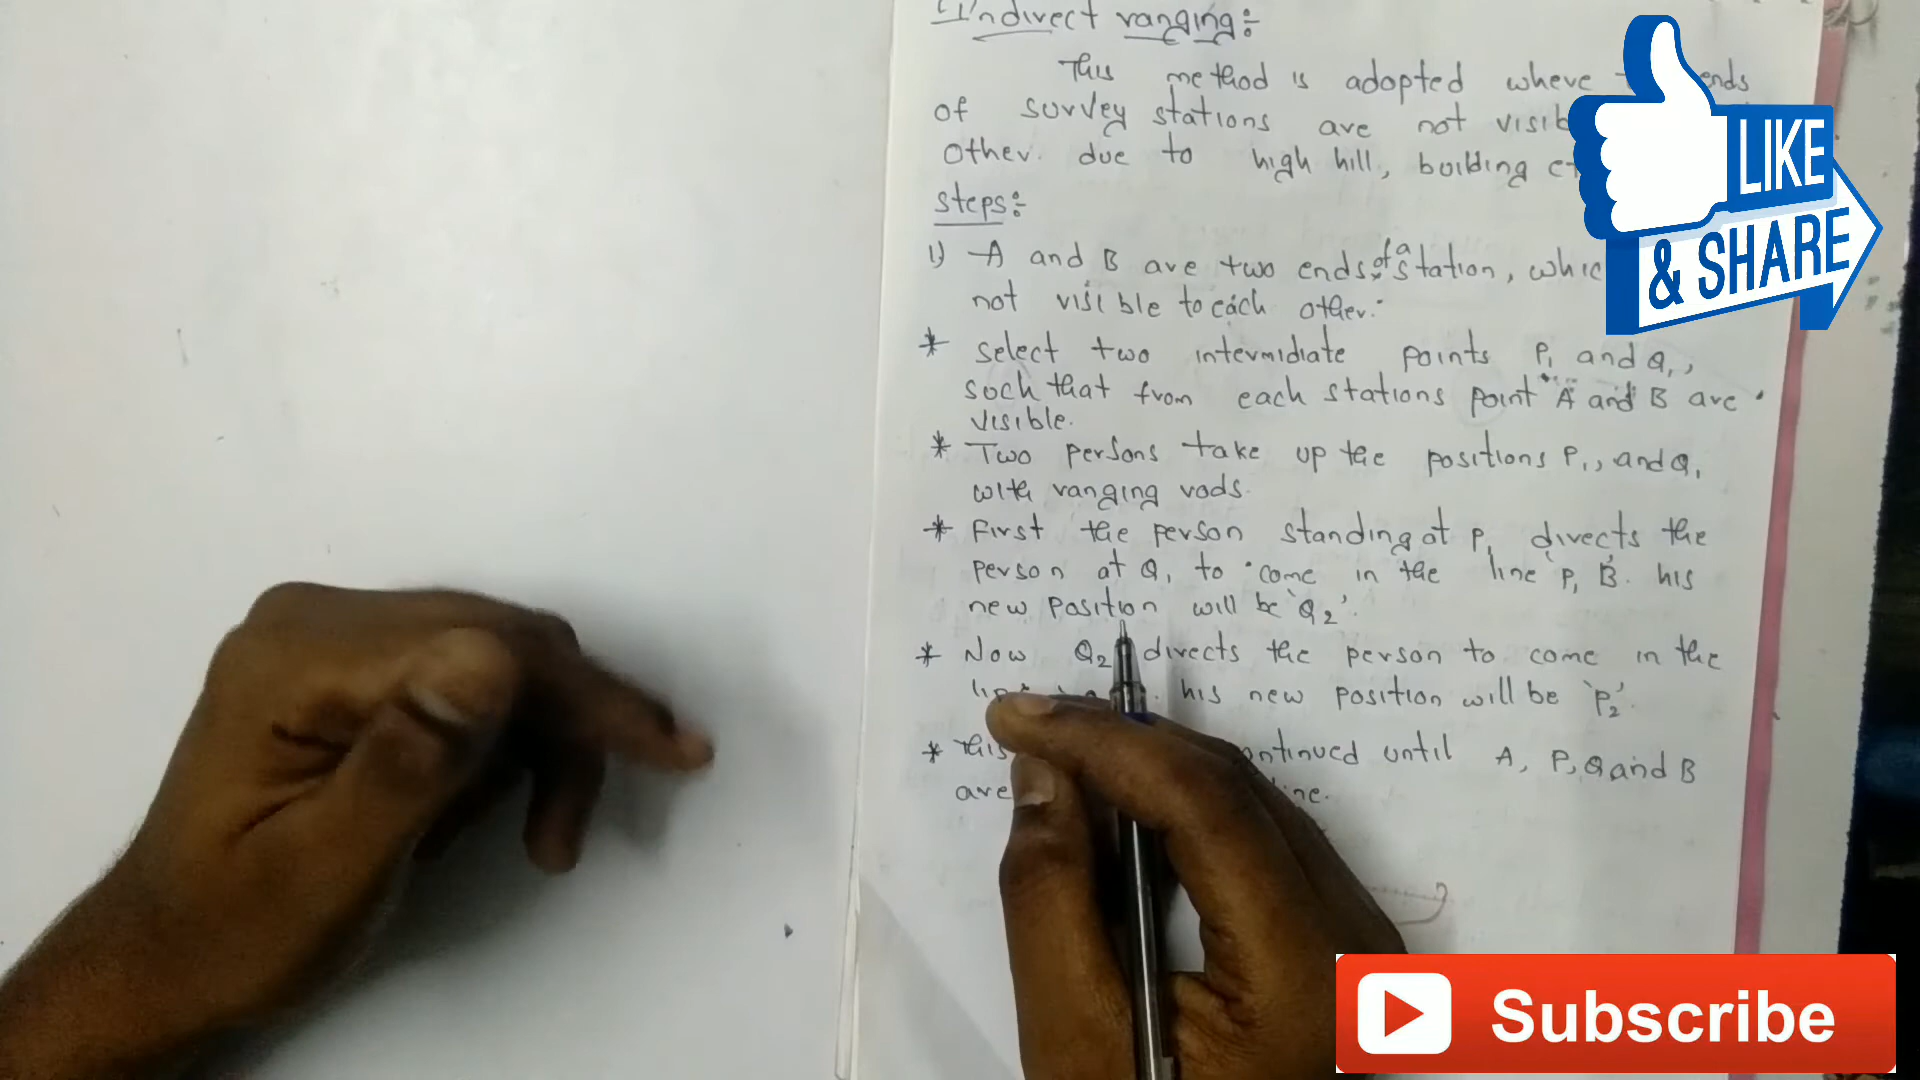 Indirect ranging:-
This method is adopted where ends
of survey stations are not
other. due to high hill, building
steps:-
1) A and B are two ends of a station,
not visible to each other.
* select two intermidiate points P1 and Q1,
such that from each stations point A and B are
visible.
* Two persons take up the positions P1, and Q1
with ranging rods.
* First the person standing at P1 directs the
person at Q1 to come in the line P1 B. his
new position will be 'Q2'.
* Now Q2 directs the person to come in the
his new position will be 'P2'.
* This until A, P, Q and B
are
LIKE
& SHARE
Subscribe